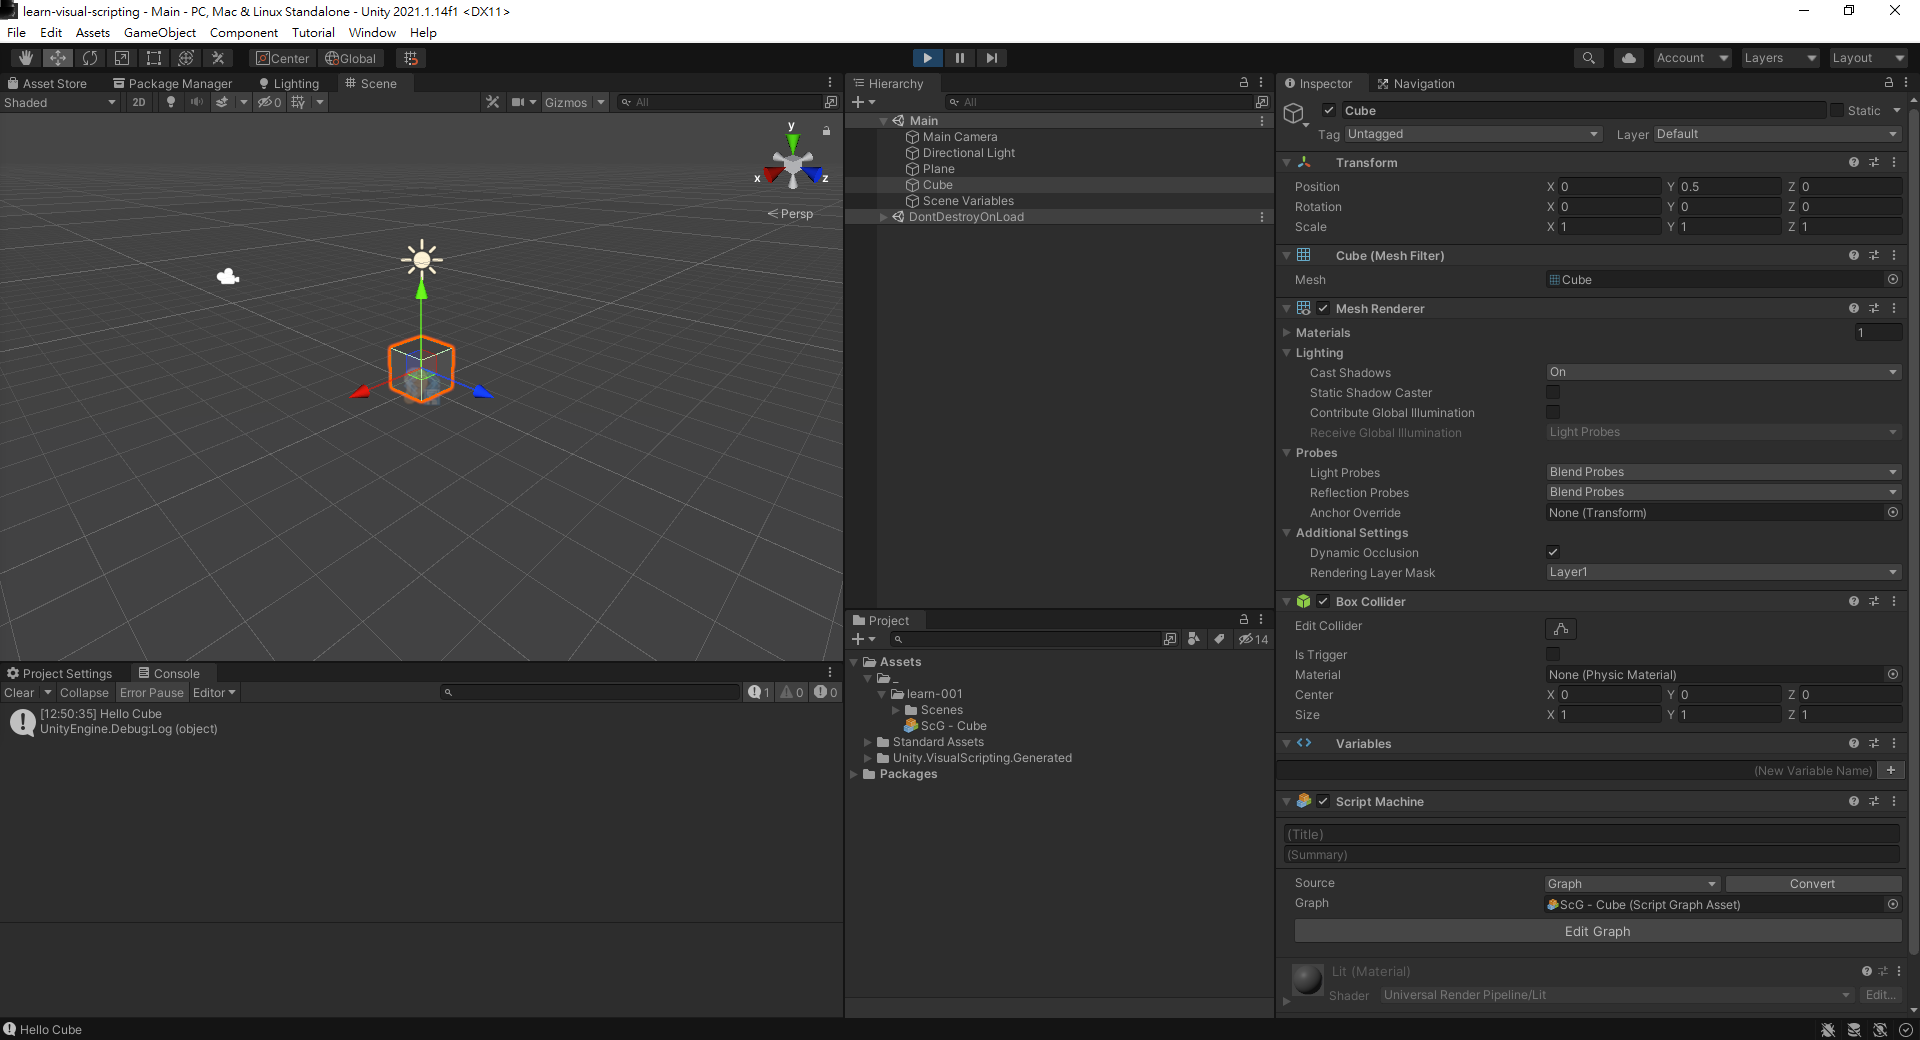 learn-visual-scripting - Main - PC, Mac & Linux Standalone - Unity 2021.1.14f1 <DX11>
File Edit Assets GameObject Component Tutorial Window Help
Center Global Account Layers Layout
Asset Store Package Manager Lighting Scene
Shaded 2D 0 Gizmos All
y
x z
Persp
Project Settings Console
Clear Collapse Error Pause Editor 1 0 0
[12:50:35] Hello Cube
UnityEngine.Debug:Log (object)
Hierarchy
All
Main
Main Camera
Directional Light
Plane
Cube
Scene Variables
DontDestroyOnLoad
Project
14
Assets
_
learn-001
Scenes
ScG - Cube
Standard Assets
Unity.VisualScripting.Generated
Packages
Inspector Navigation
Cube Static
Tag Untagged Layer Default
Transform
Position X 0 Y 0.5 Z 0
Rotation X 0 Y 0 Z 0
Scale X 1 Y 1 Z 1
Cube (Mesh Filter)
Mesh Cube
Mesh Renderer
Materials 1
Lighting
Cast Shadows On
Static Shadow Caster
Contribute Global Illumination
Receive Global Illumination Light Probes
Probes
Light Probes Blend Probes
Reflection Probes Blend Probes
Anchor Override None (Transform)
Additional Settings
Dynamic Occlusion
Rendering Layer Mask Layer1
Box Collider
Edit Collider
Is Trigger
Material None (Physic Material)
Center X 0 Y 0 Z 0
Size X 1 Y 1 Z 1
Variables
(New Variable Name)
Script Machine
(Title)
(Summary)
Source Graph Convert
Graph ScG - Cube (Script Graph Asset)
Edit Graph
Lit (Material)
Shader Universal Render Pipeline/Lit Edit...
Hello Cube